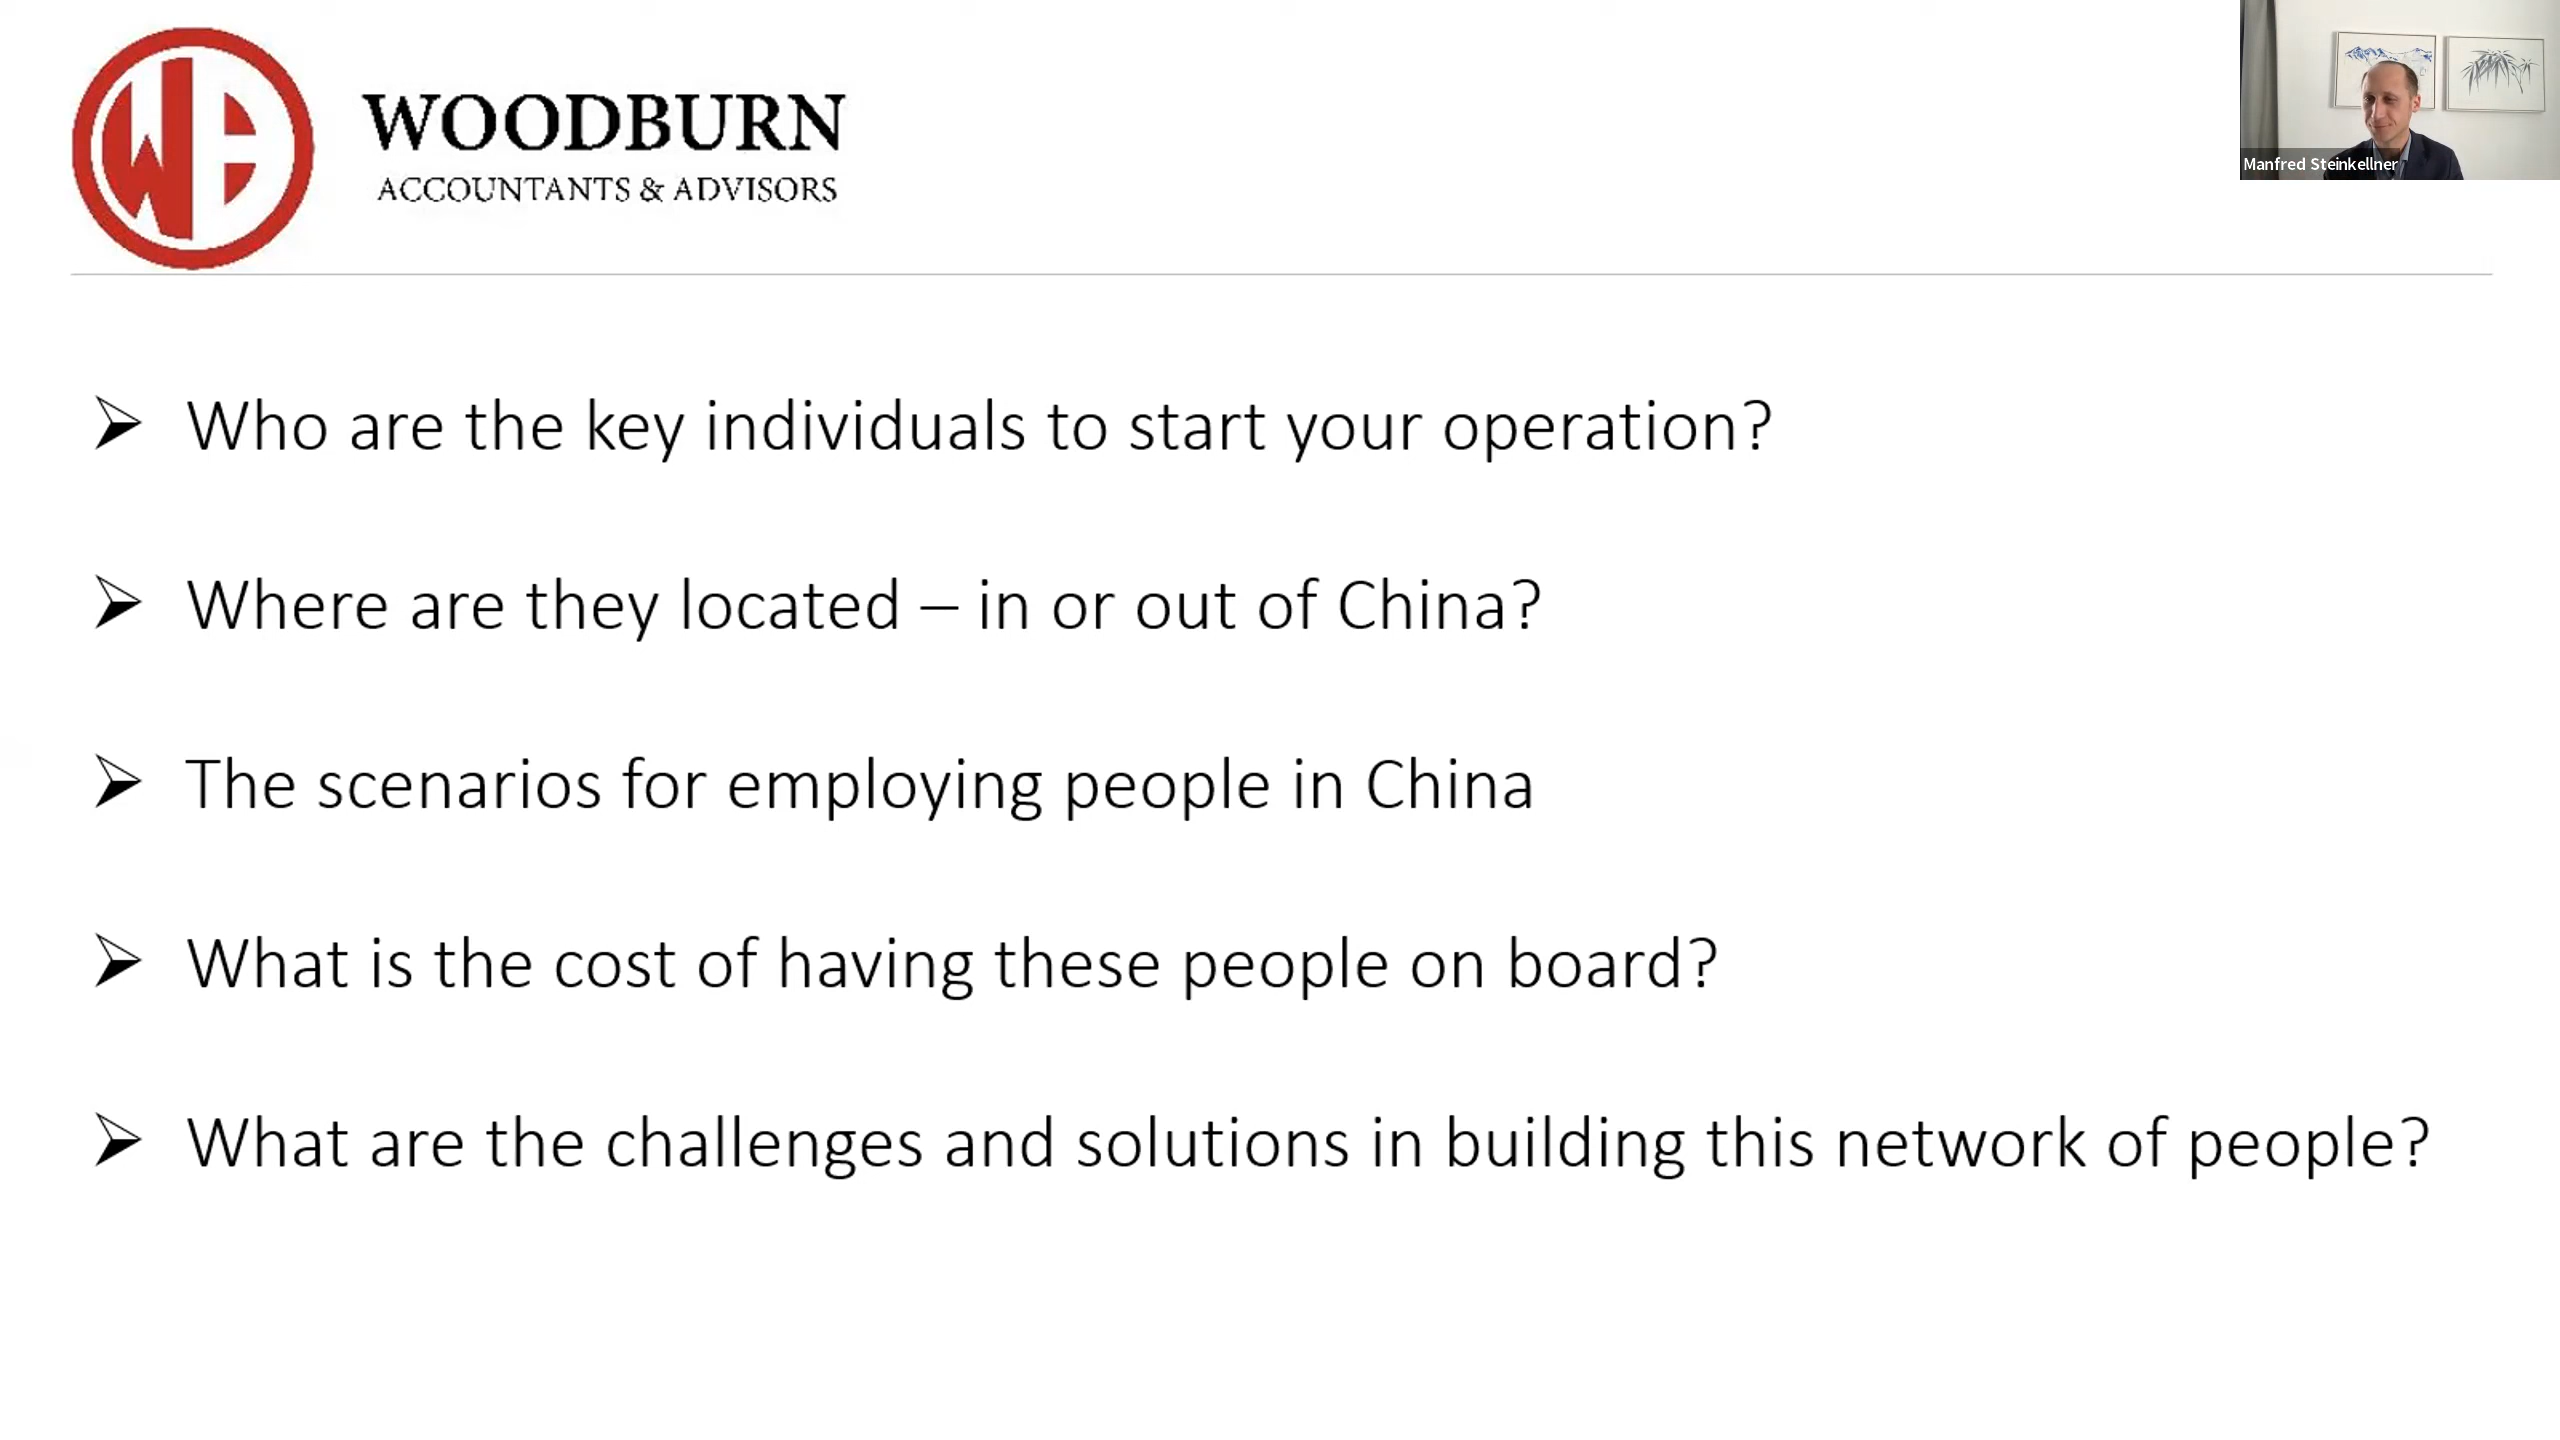 WOODBURN
ACCOUNTANTS & ADVISORS
Manfred Steinkellner
Who are the key individuals to start your operation?
Where are they located – in or out of China?
The scenarios for employing people in China
What is the cost of having these people on board?
What are the challenges and solutions in building this network of people?